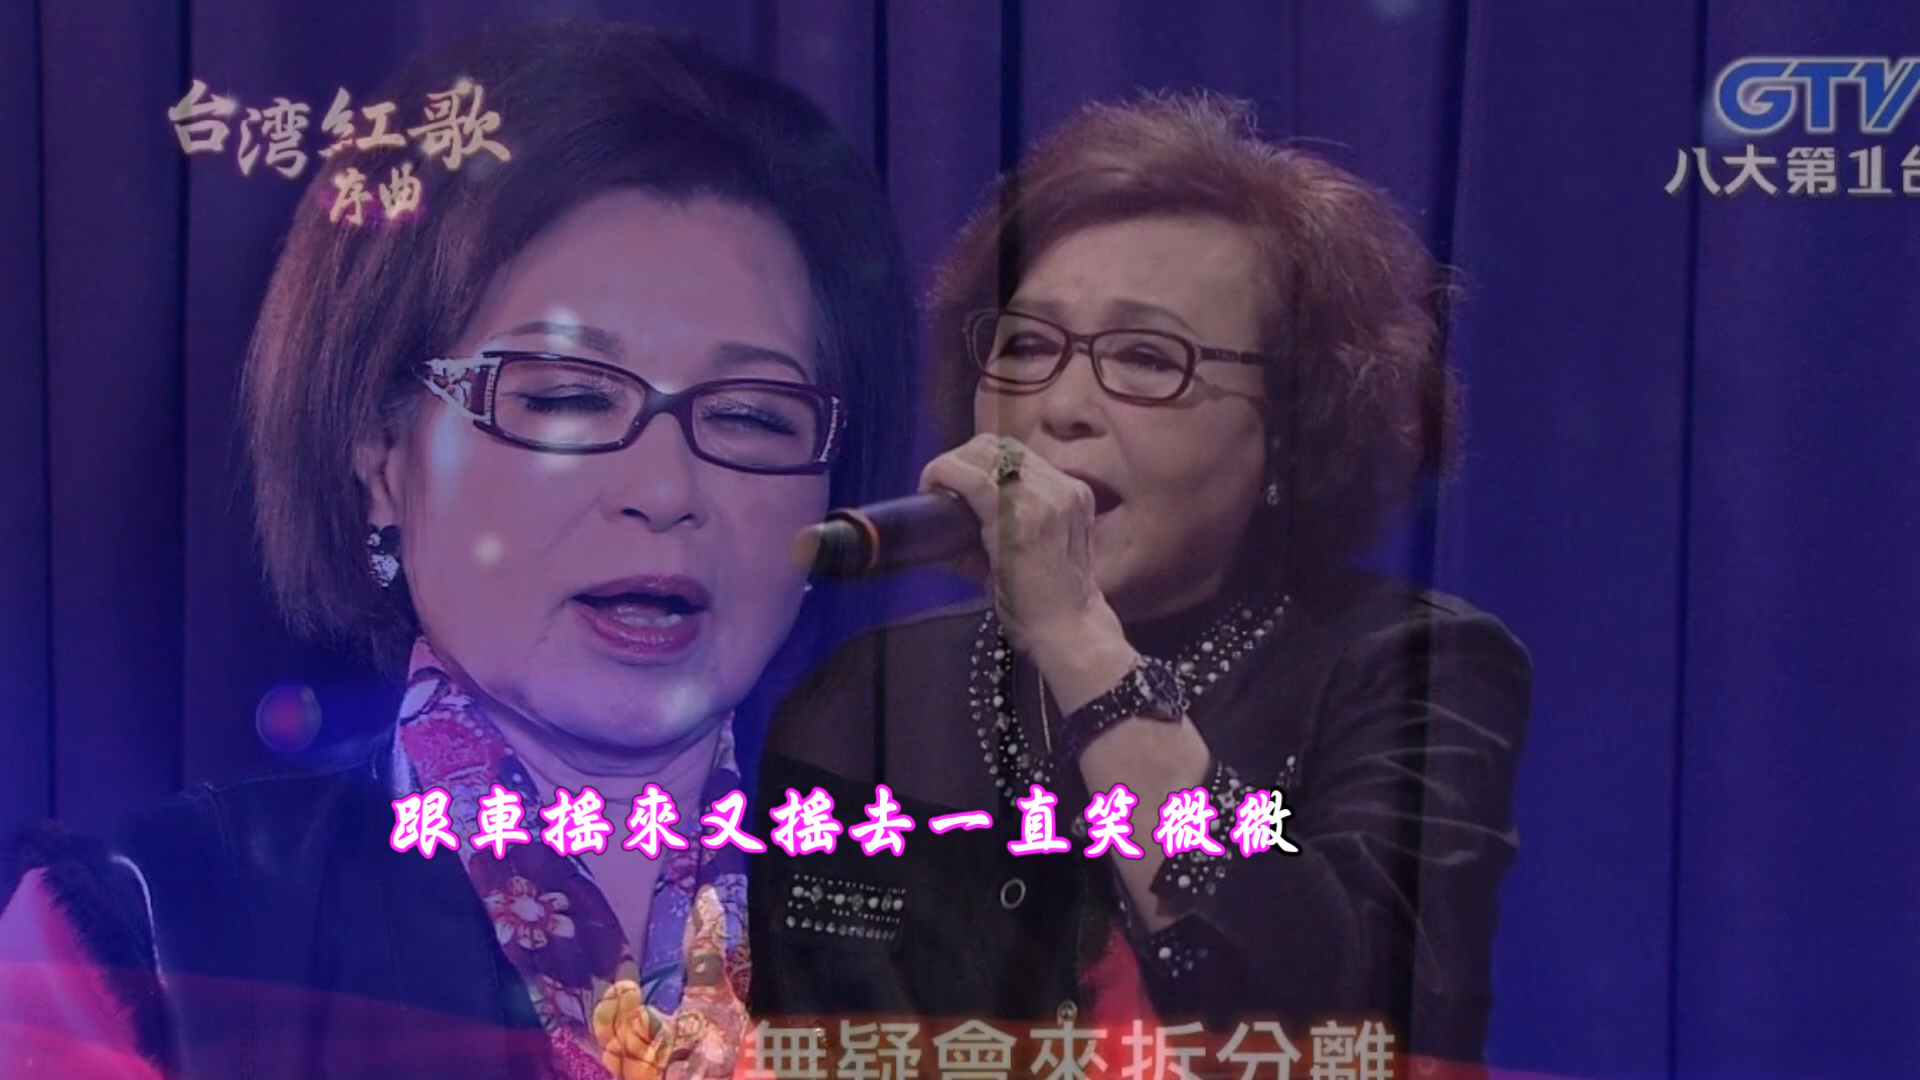 台湾紅歌
序曲
GTV
八大第1台
跟車搖來又搖去一直笑微微
無疑會來拆分離